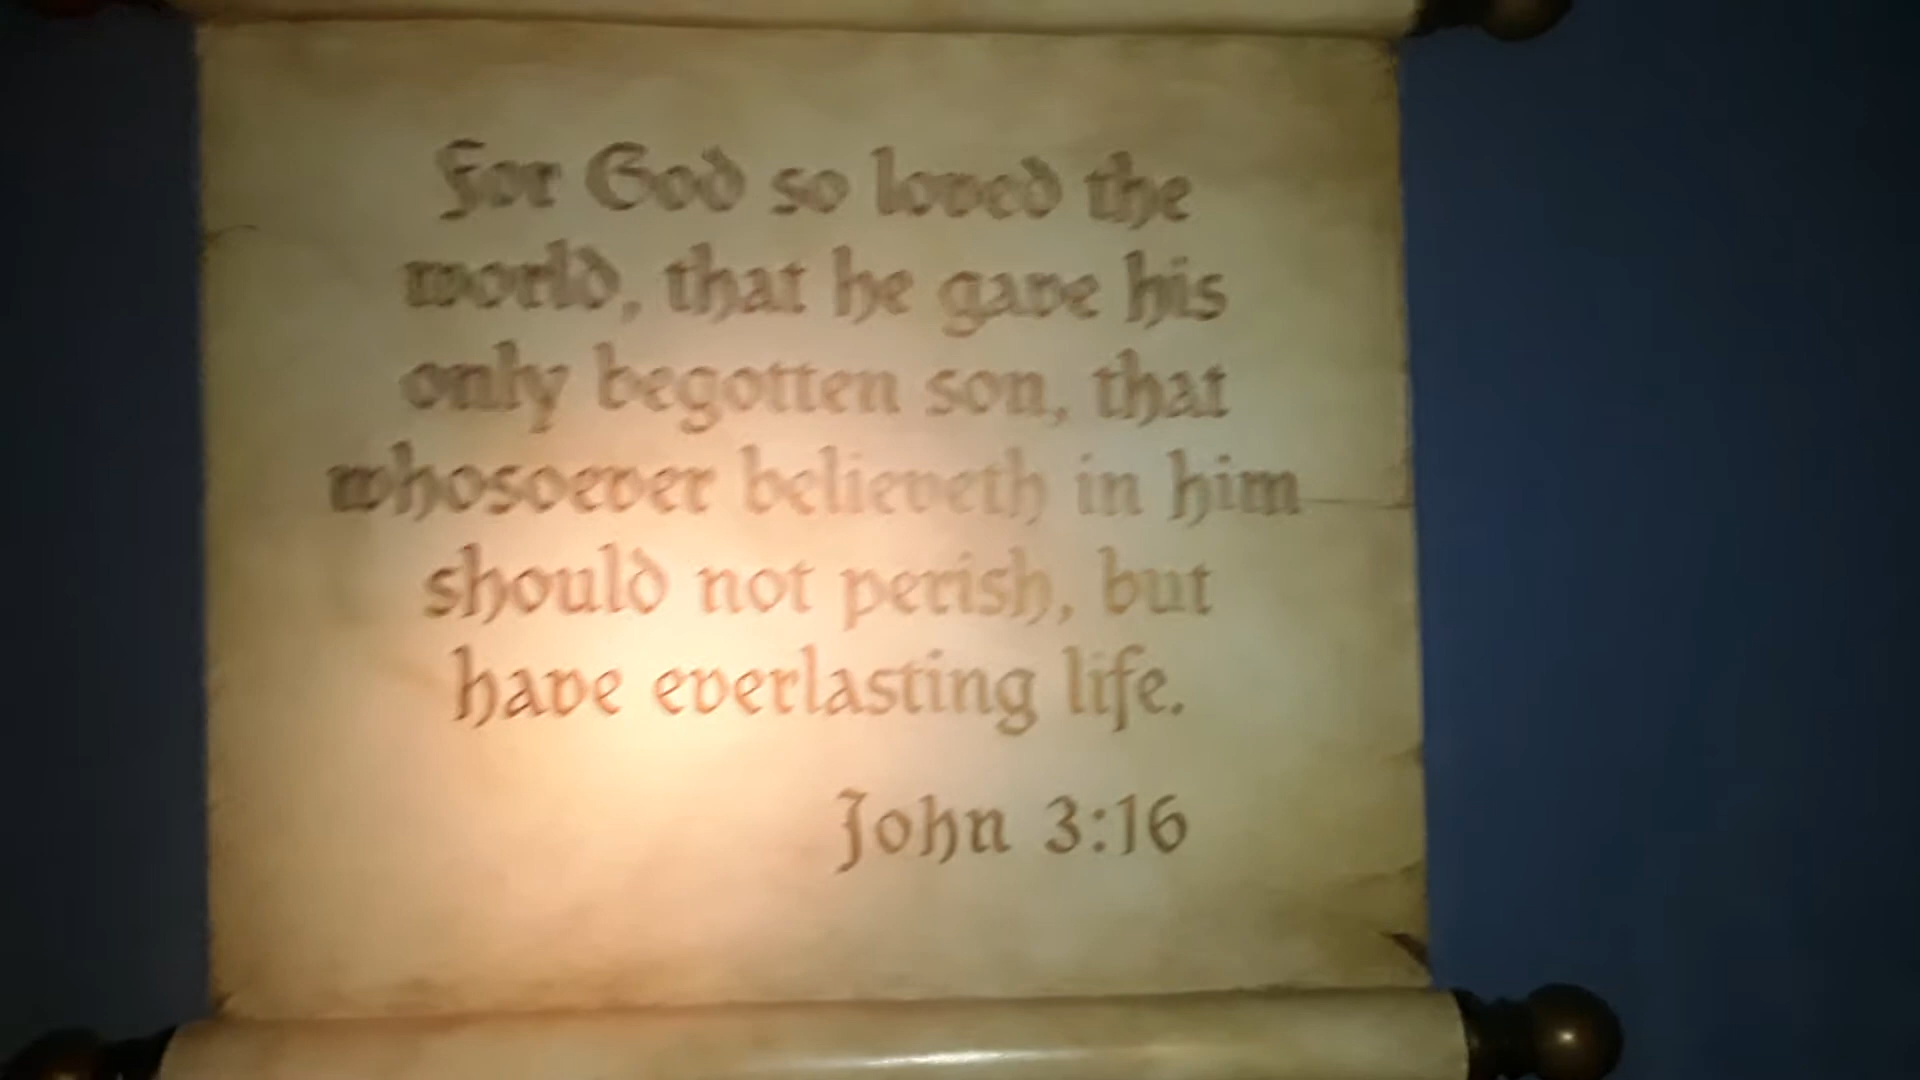 For God so loved the
world, that he gave his
only begotten son, that
whosoever believeth in him
should not perish, but
have everlasting life.
John 3:16